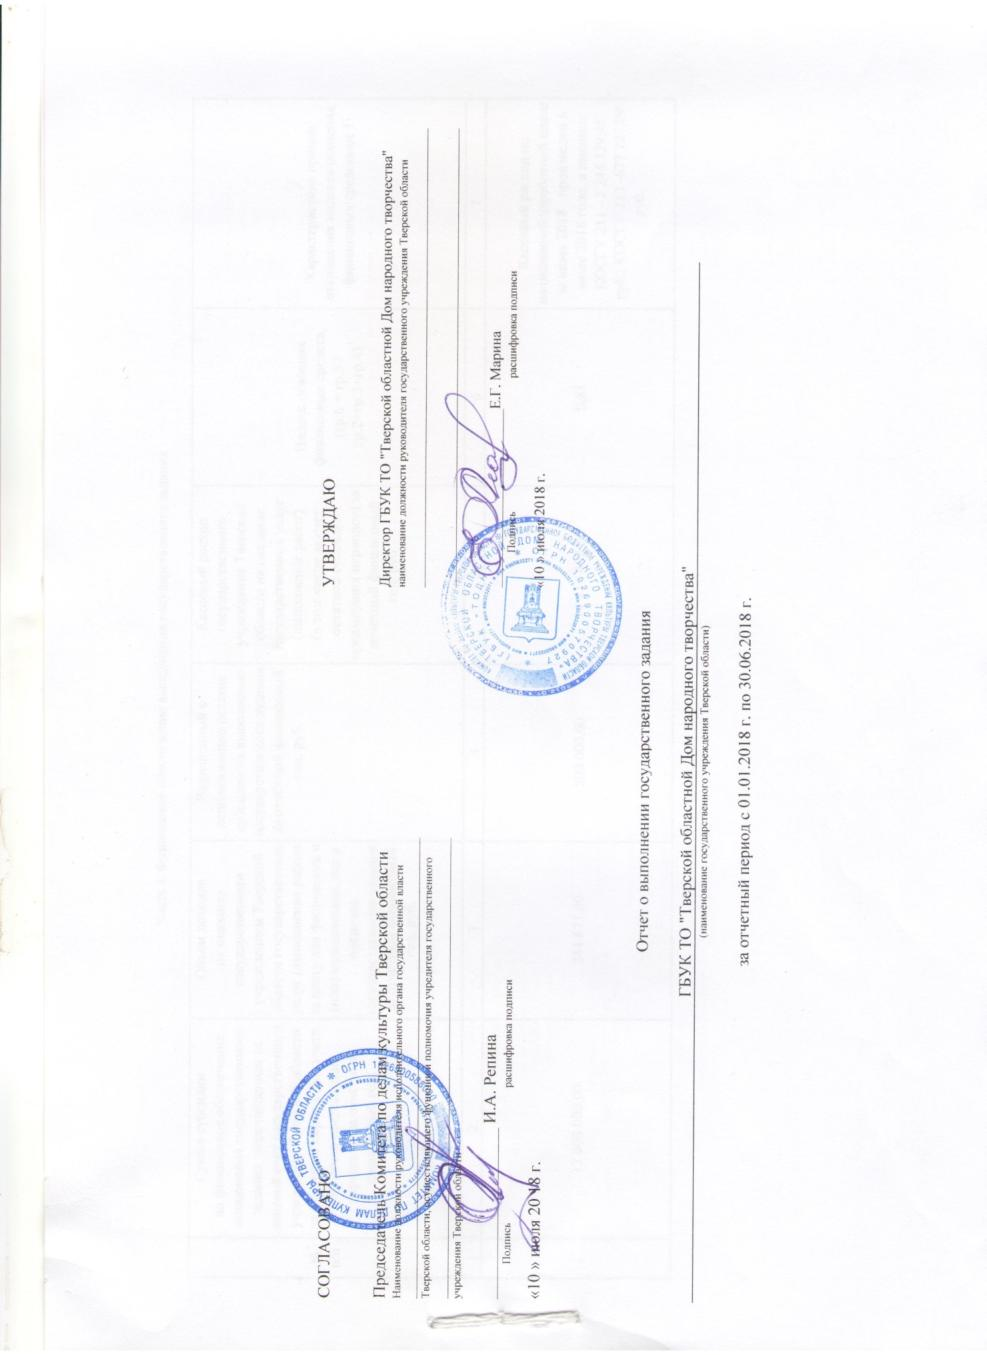 СОГЛАСОВАНО
Председатель Комитета по делам культуры Тверской области
Наименование должности руководителя исполнительного органа государственной власти
Тверской области, осуществляющего функции и полномочия учредителя государственного
учреждения Тверской области
И.А. Репина
Подпись расшифровка подписи
«10 » июля 2018 г.
УТВЕРЖДАЮ
Директор ГБУК ТО "Тверской областной Дом народного творчества"
наименование должности руководителя государственного учреждения Тверской области
Е.Г. Марина
Подпись расшифровка подписи
«10 » июля 2018 г.
Отчет о выполнении государственного задания
ГБУК ТО "Тверской областной Дом народного творчества"
(наименование государственного учреждения Тверской области)
за отчетный период с 01.01.2018 г. по 30.06.2018 г.